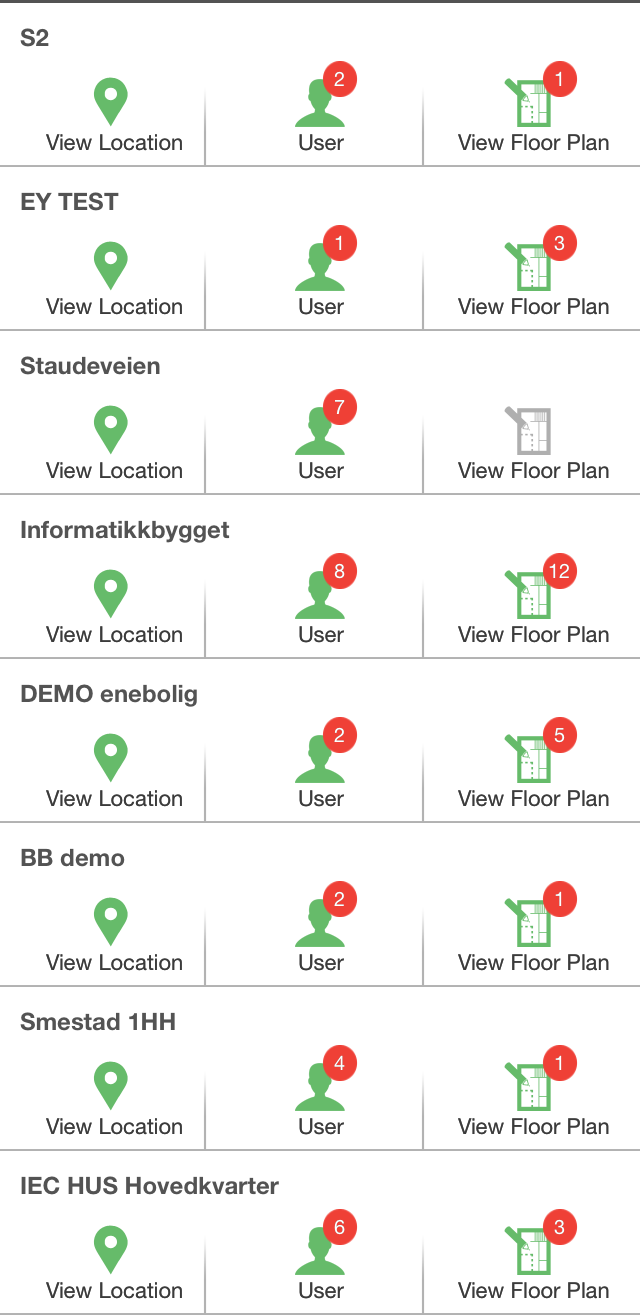 S2
2 1
View Location User View Floor Plan
EY TEST
1 3
View Location User View Floor Plan
Staudeveien
7
View Location User View Floor Plan
Informatikkbygget
8 12
View Location User View Floor Plan
DEMO enebolig
2 5
View Location User View Floor Plan
BB demo
2 1
View Location User View Floor Plan
Smestad 1HH
4 1
View Location User View Floor Plan
IEC HUS Hovedkvarter
6 3
View Location User View Floor Plan